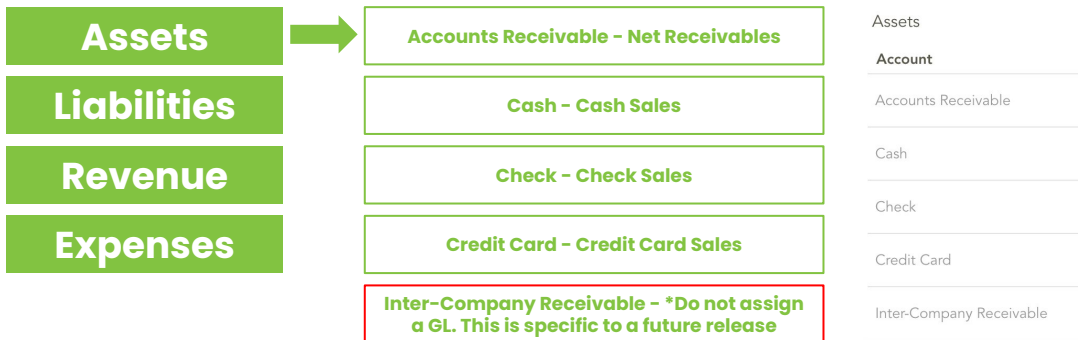 Assets
Liabilities
Revenue
Expenses
Accounts Receivable - Net Receivables
Cash - Cash Sales
Check - Check Sales
Credit Card - Credit Card Sales
Inter-Company Receivable - *Do not assign
a GL. This is specific to a future release
Assets
Account
Accounts Receivable
Cash
Check
Credit Card
Inter-Company Receivable